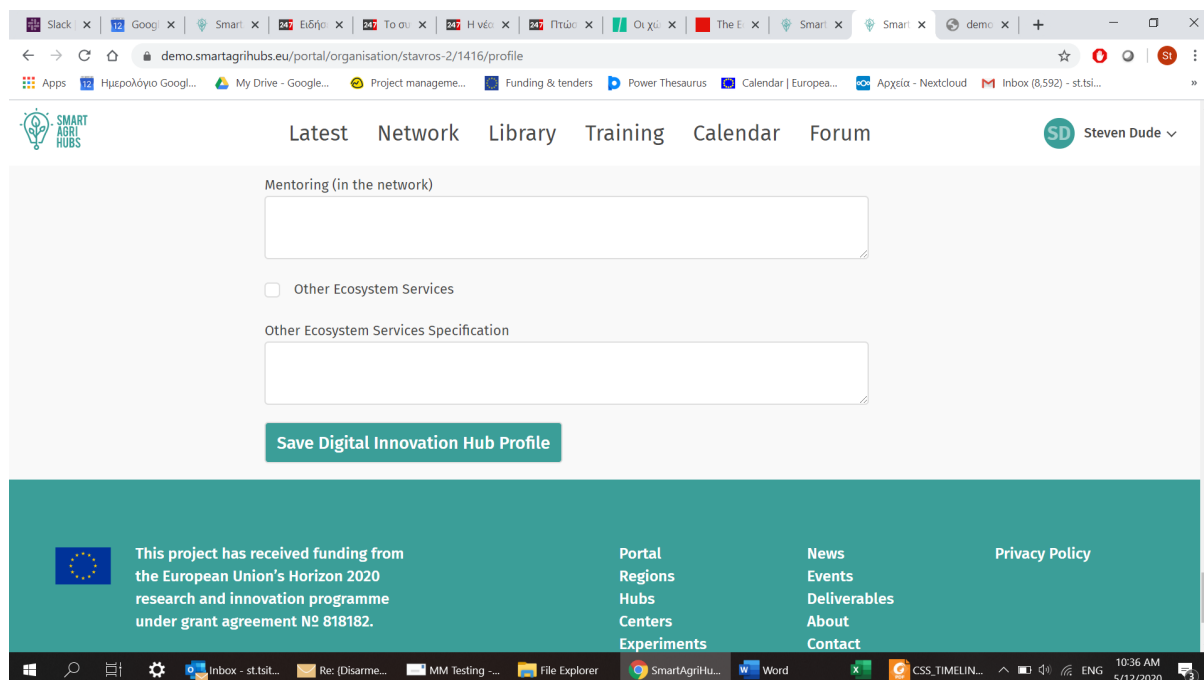 Slack
Goog
Smart
Ειδήσ
Το συ
Η νέα
Πτώσ
Οι χώ
The E
Smart
Smart
demo
demo.smartagrihubs.eu/portal/organisation/stavros-2/1416/profile
St
Apps
12
Ημερολόγιο Googl...
My Drive - Google...
Project manageme...
Funding & tenders
Power Thesaurus
Calendar | Europea...
Αρχεία - Nextcloud
Inbox (8,592) - st.tsi...
»
SMART
AGRI
HUBS
Latest
Network
Library
Training
Calendar
Forum
SD
Steven Dude
Mentoring (in the network)
Other Ecosystem Services
Other Ecosystem Services Specification
Save Digital Innovation Hub Profile
This project has received funding from
the European Union's Horizon 2020
research and innovation programme
under grant agreement Nº 818182.
Portal
Regions
Hubs
Centers
Experiments
News
Events
Deliverables
About
Contact
Privacy Policy
Inbox - st.tsit...
Re: {Disarme...
MM Testing -...
File Explorer
SmartAgriHu...
Word
CSS_TIMELIN...
ENG
10:36 AM
5/12/2020